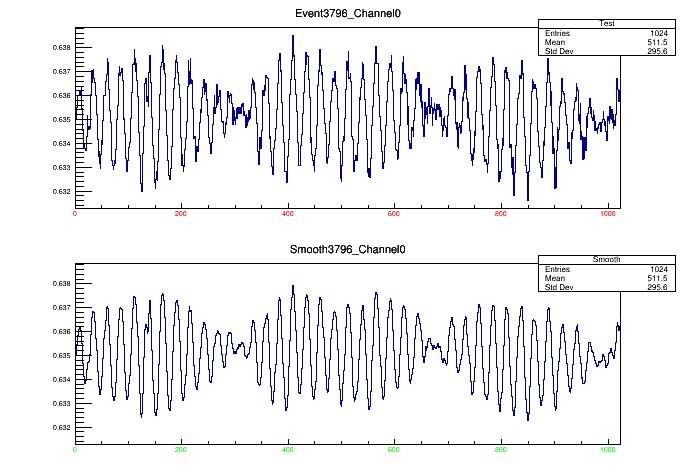 Event3796_Channel0
Test
Entries 1024
Mean 511.5
Std Dev 295.6
0.638
0.637
0.636
0.635
0.634
0.633
0.632
0 200 400 600 800 1000
Smooth3796_Channel0
Smooth
Entries 1024
Mean 511.5
Std Dev 295.6
0.638
0.637
0.636
0.635
0.634
0.633
0.632
0 200 400 600 800 1000